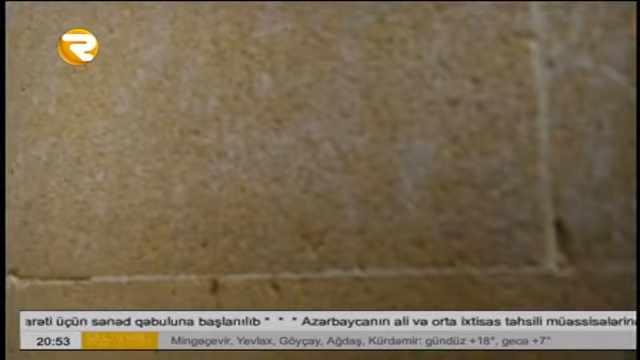 arəti üçün sənəd qəbuluna başlanılıb * * * Azərbaycanın ali və orta ixtisas təhsili müəssisələrinə
20:53 Mingəçevir, Yevlax, Göyçay, Ağdaş, Kürdəmir: gündüz +18°, gecə +7°